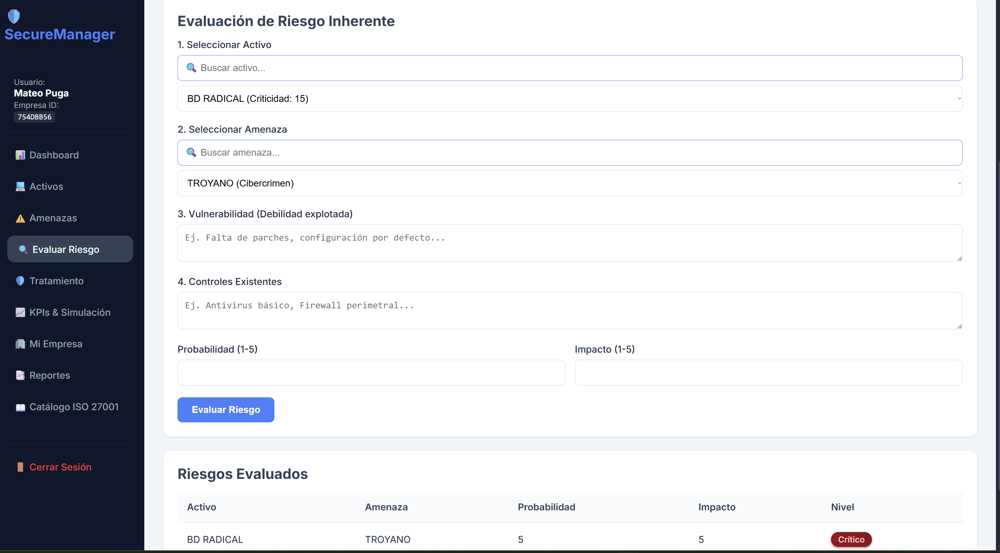 SecureManager
Usuario:
Mateo Puga
Empresa ID:
754DBB56
Dashboard
Activos
Amenazas
Evaluar Riesgo
Tratamiento
KPIs & Simulación
Mi Empresa
Reportes
Catálogo ISO 27001
Cerrar Sesión
Evaluación de Riesgo Inherente
1. Seleccionar Activo
Buscar activo...
BD RADICAL (Criticidad: 15)
2. Seleccionar Amenaza
Buscar amenaza...
TROYANO (Cibercrimen)
3. Vulnerabilidad (Debilidad explotada)
Ej. Falta de parches, configuración por defecto...
4. Controles Existentes
Ej. Antivirus básico, Firewall perimetral...
Probabilidad (1-5) Impacto (1-5)
Evaluar Riesgo
Riesgos Evaluados
Activo Amenaza Probabilidad Impacto Nivel
BD RADICAL TROYANO 5 5 Crítico